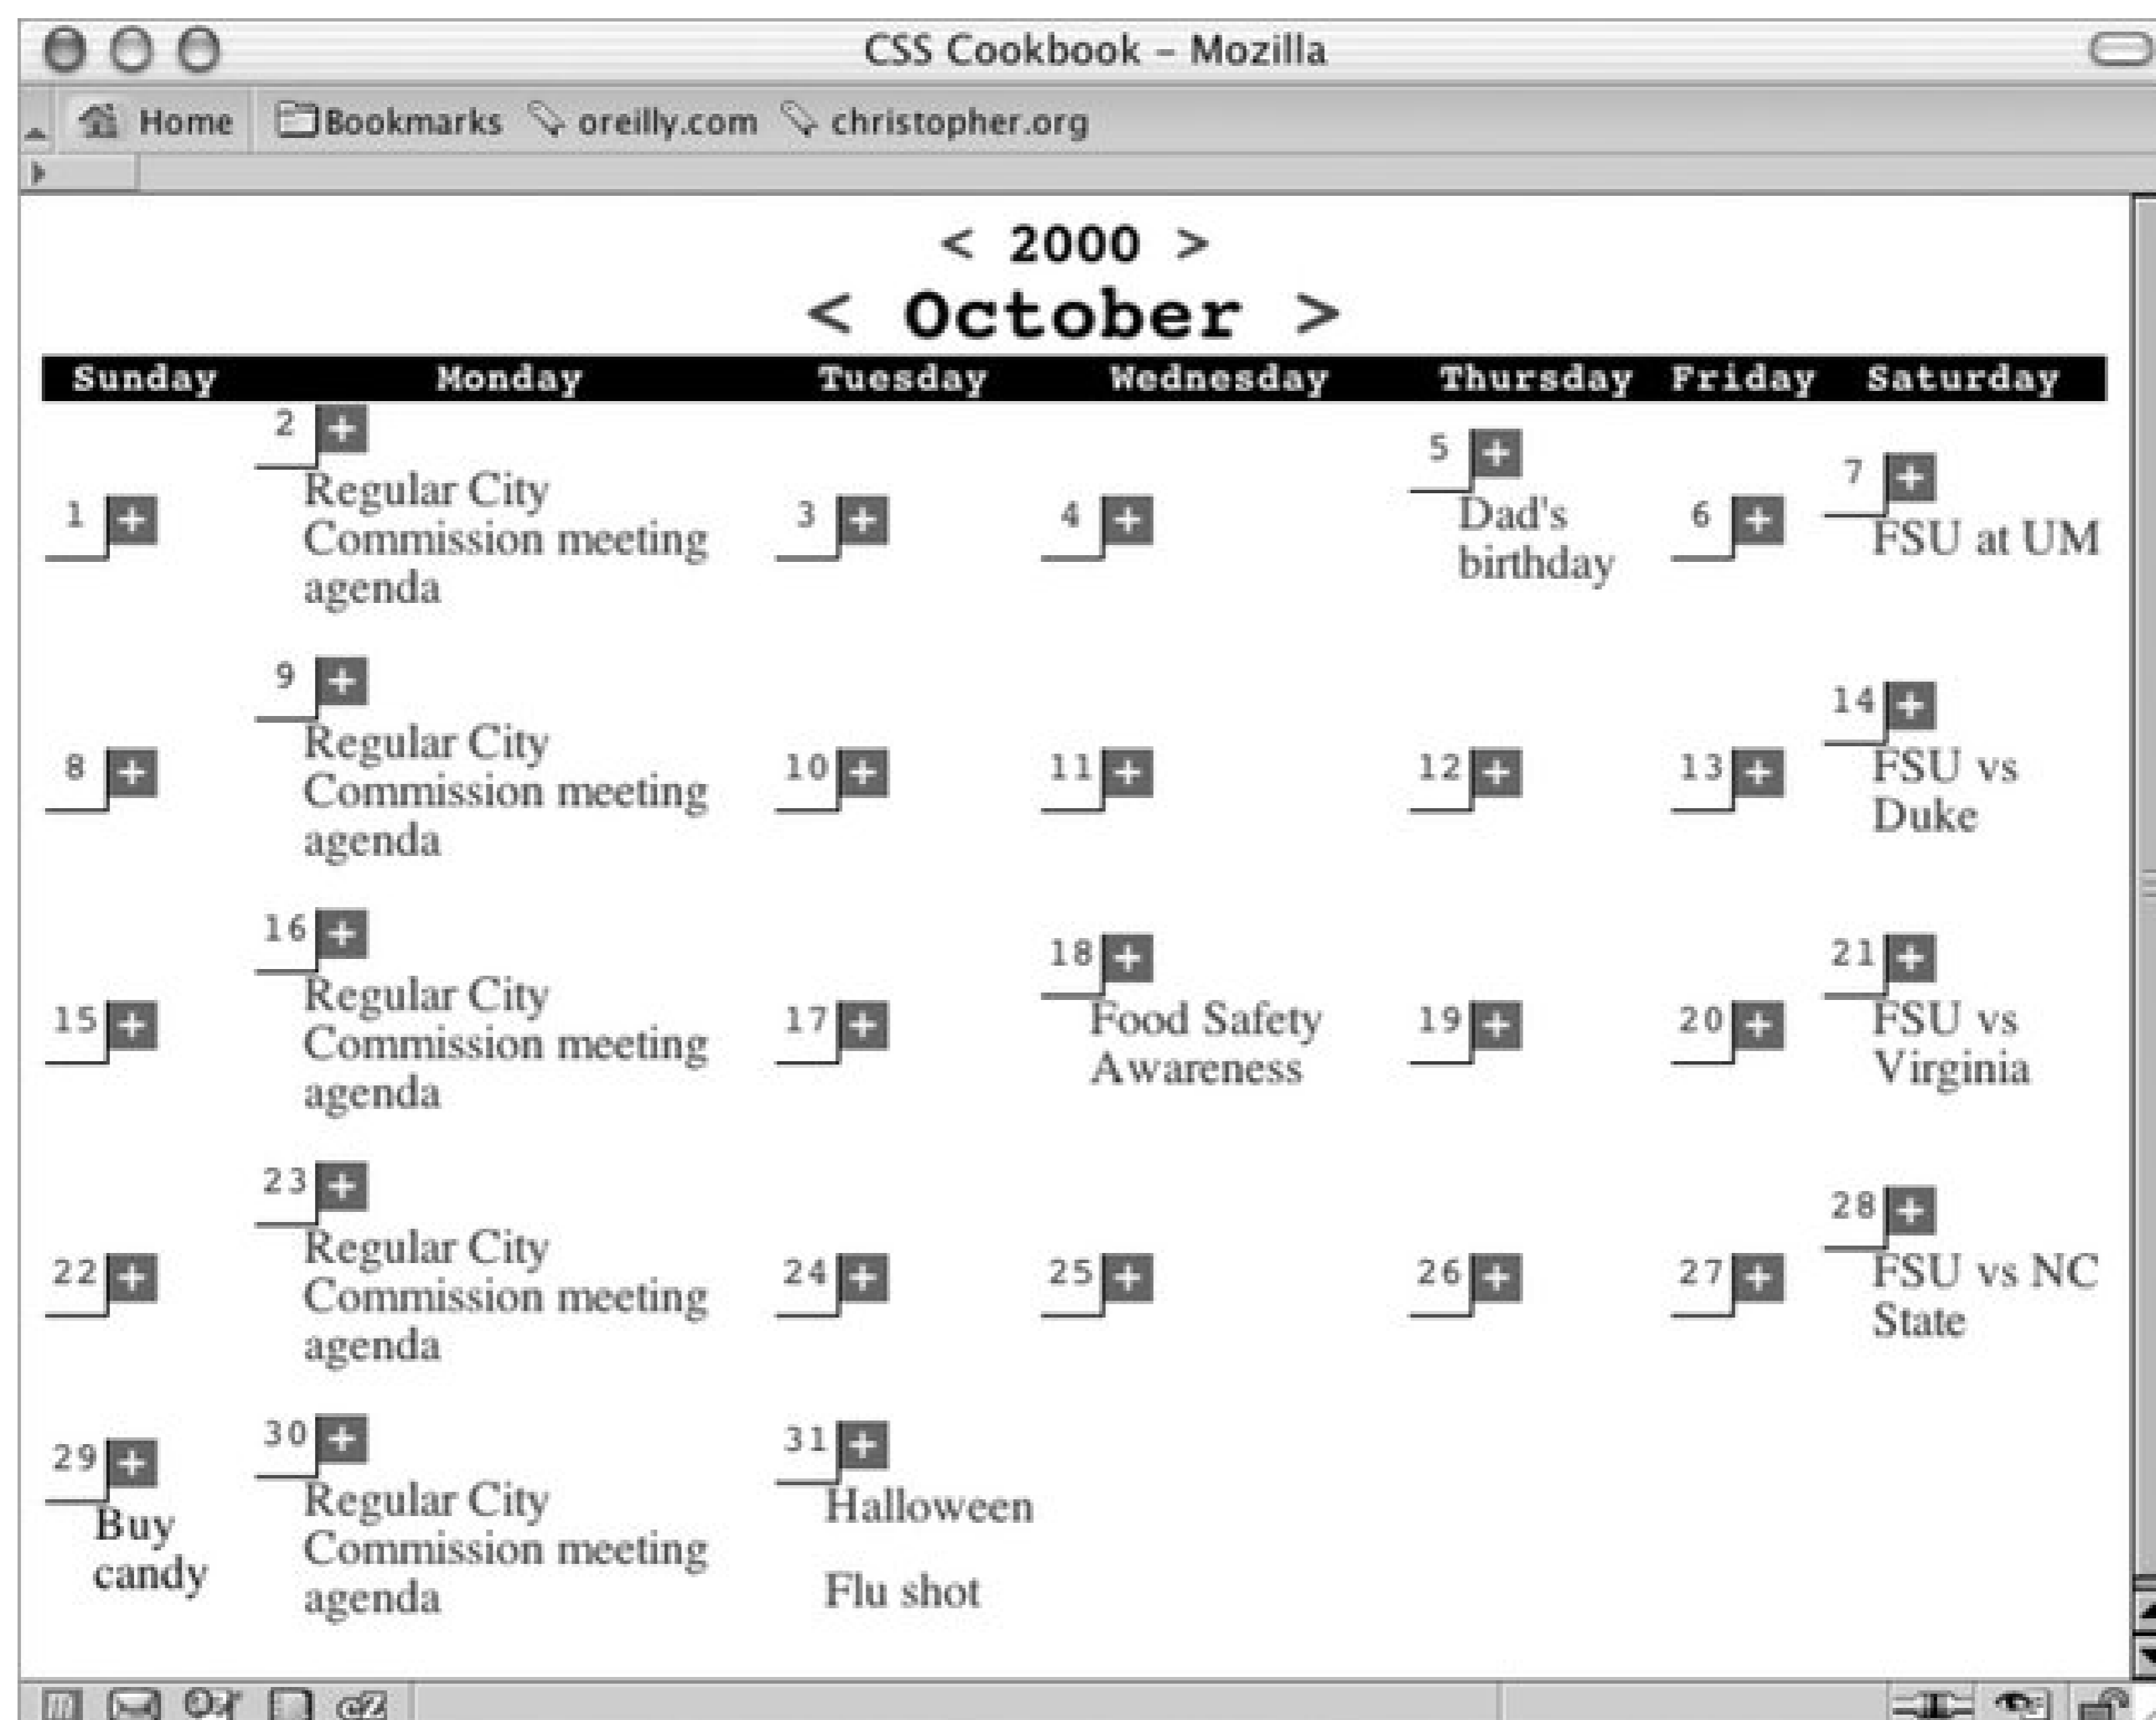 CSS Cookbook – Mozilla
Home Bookmarks oreilly.com christopher.org
< 2000 >
< October >
Sunday Monday Tuesday Wednesday Thursday Friday Saturday
1 +
2 +
Regular City
Commission meeting
agenda
3 +
4 +
5 +
Dad's
birthday
6 +
7 +
FSU at UM
8 +
9 +
Regular City
Commission meeting
agenda
10 +
11 +
12 +
13 +
14 +
FSU vs
Duke
15 +
16 +
Regular City
Commission meeting
agenda
17 +
18 +
Food Safety
Awareness
19 +
20 +
21 +
FSU vs
Virginia
22 +
23 +
Regular City
Commission meeting
agenda
24 +
25 +
26 +
27 +
28 +
FSU vs NC
State
29 +
Buy
candy
30 +
Regular City
Commission meeting
agenda
31 +
Halloween
Flu shot